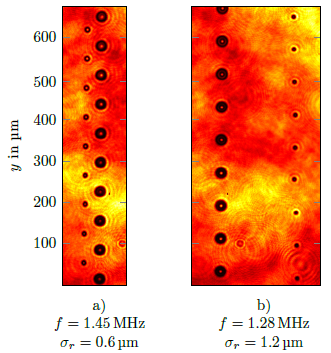 600
500
400
300
200
100
y in µm
a)
b)
f = 1.45 MHz
f = 1.28 MHz
σr = 0.6 µm
σr = 1.2 µm